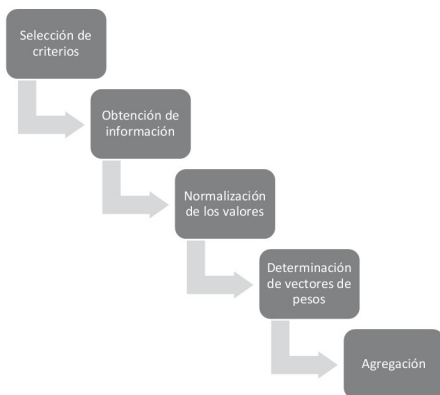 Selección de
criterios
Obtención de
información
Normalización
de los valores
Determinación
de vectores de
pesos
Agregación